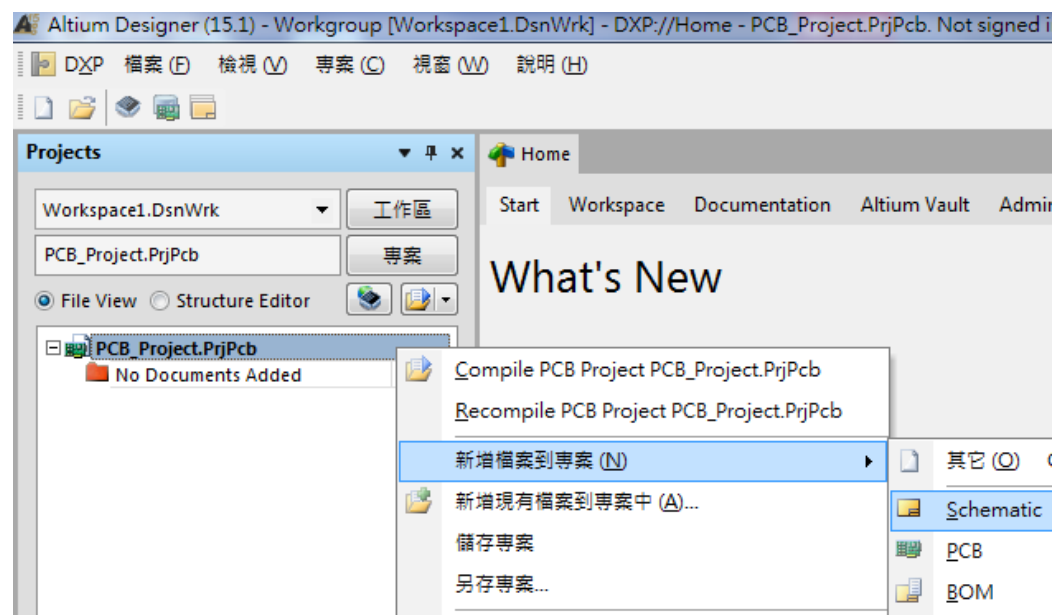 Altium Designer (15.1) - Workgroup [Workspace1.DsnWrk] - DXP://Home - PCB_Project.PrjPcb. Not signed i
DXP 檔案 (F) 檢視 (V) 專案 (C) 視窗 (W) 說明 (H)
Projects
Home
Workspace1.DsnWrk 工作區
Start Workspace Documentation Altium Vault Admin
PCB_Project.PrjPcb 專案
What's New
File View Structure Editor
PCB_Project.PrjPcb
No Documents Added
Compile PCB Project PCB_Project.PrjPcb
Recompile PCB Project PCB_Project.PrjPcb
新增檔案到專案 (N)
其它 (O)
新增現有檔案到專案中 (A)...
Schematic
儲存專案
PCB
另存專案...
BOM